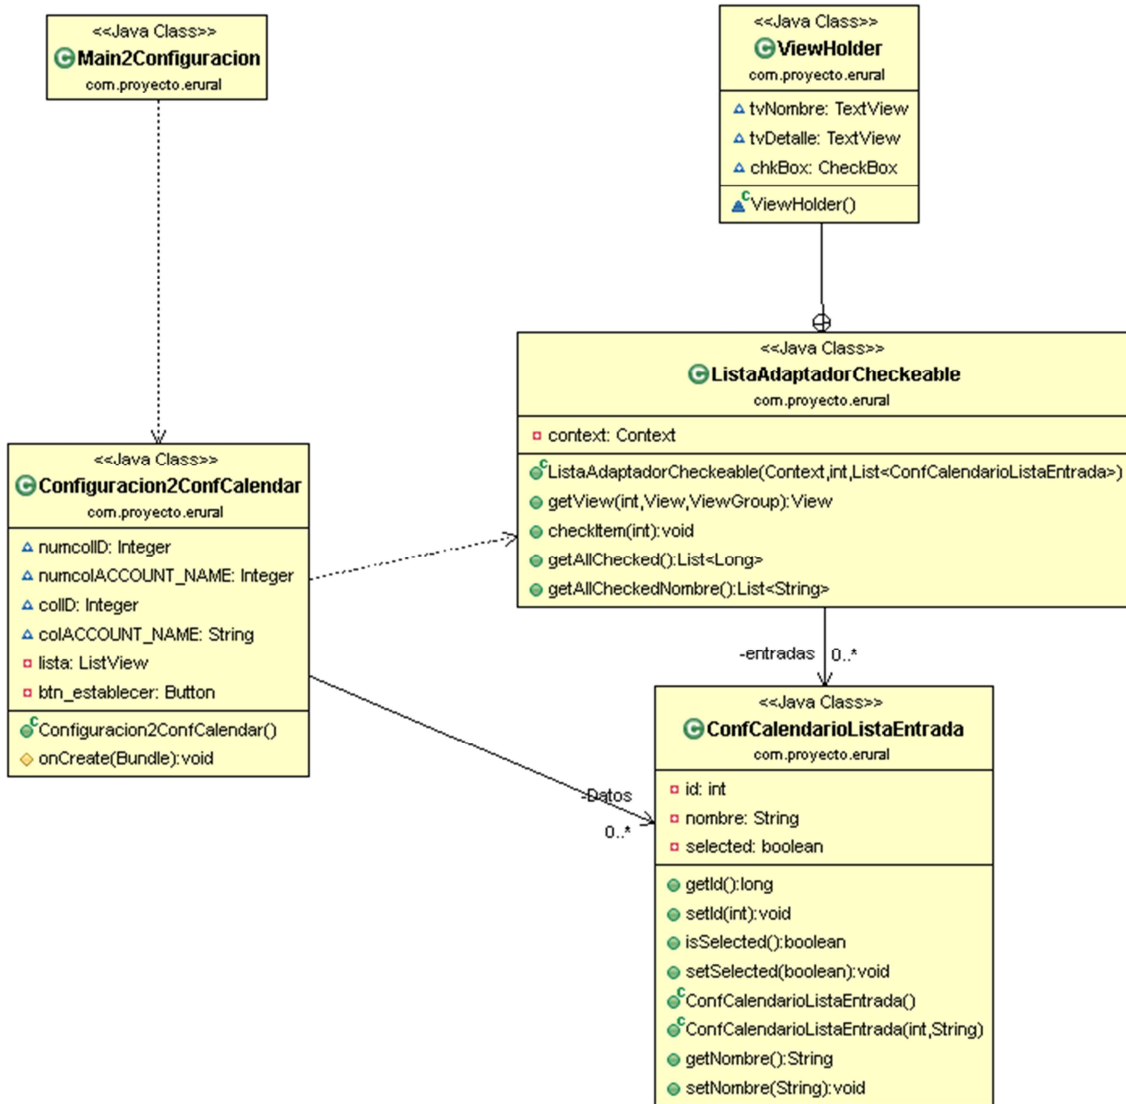 <<Java Class>>
Main2Configuracion
com.proyecto.erural
<<Java Class>>
ViewHolder
com.proyecto.erural
tvNombre: TextView
tvDetalle: TextView
chkBox: CheckBox
ViewHolder()
<<Java Class>>
ListaAdaptadorCheckeable
com.proyecto.erural
context: Context
ListaAdaptadorCheckeable(Context,int,List<ConfCalendarioListaEntrada>)
getView(int,View,ViewGroup):View
checkItem(int):void
getAllChecked():List<Long>
getAllCheckedNombre():List<String>
<<Java Class>>
Configuracion2ConfCalendar
com.proyecto.erural
numcolID: Integer
numcolACCOUNT_NAME: Integer
colID: Integer
colACCOUNT_NAME: String
lista: ListView
btn_establecer: Button
Configuracion2ConfCalendar()
onCreate(Bundle):void
-entradas 0..*
-Datos
0..*
<<Java Class>>
ConfCalendarioListaEntrada
com.proyecto.erural
id: int
nombre: String
selected: boolean
getId():long
setId(int):void
isSelected():boolean
setSelected(boolean):void
ConfCalendarioListaEntrada()
ConfCalendarioListaEntrada(int,String)
getNombre():String
setNombre(String):void